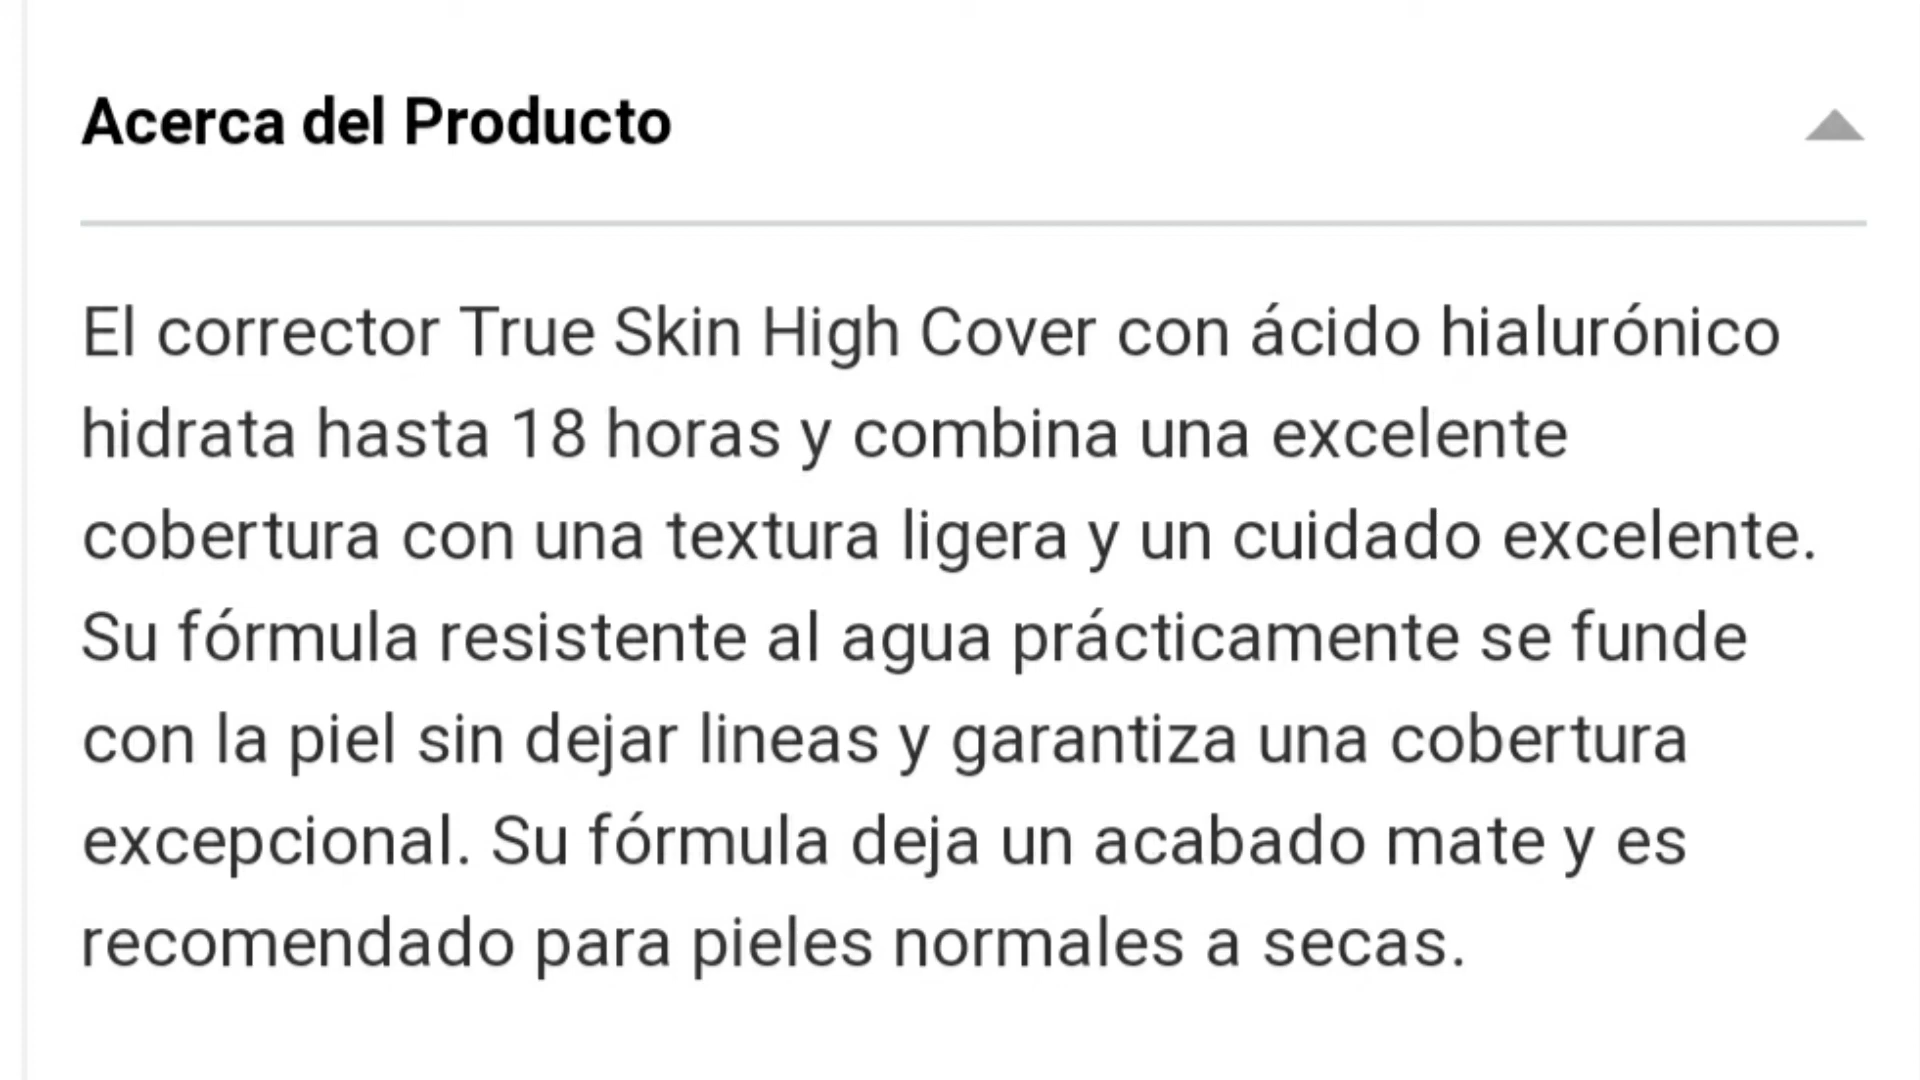 Acerca del Producto
El corrector True Skin High Cover con ácido hialurónico
hidrata hasta 18 horas y combina una excelente
cobertura con una textura ligera y un cuidado excelente.
Su fórmula resistente al agua prácticamente se funde
con la piel sin dejar lineas y garantiza una cobertura
excepcional. Su fórmula deja un acabado mate y es
recomendado para pieles normales a secas.